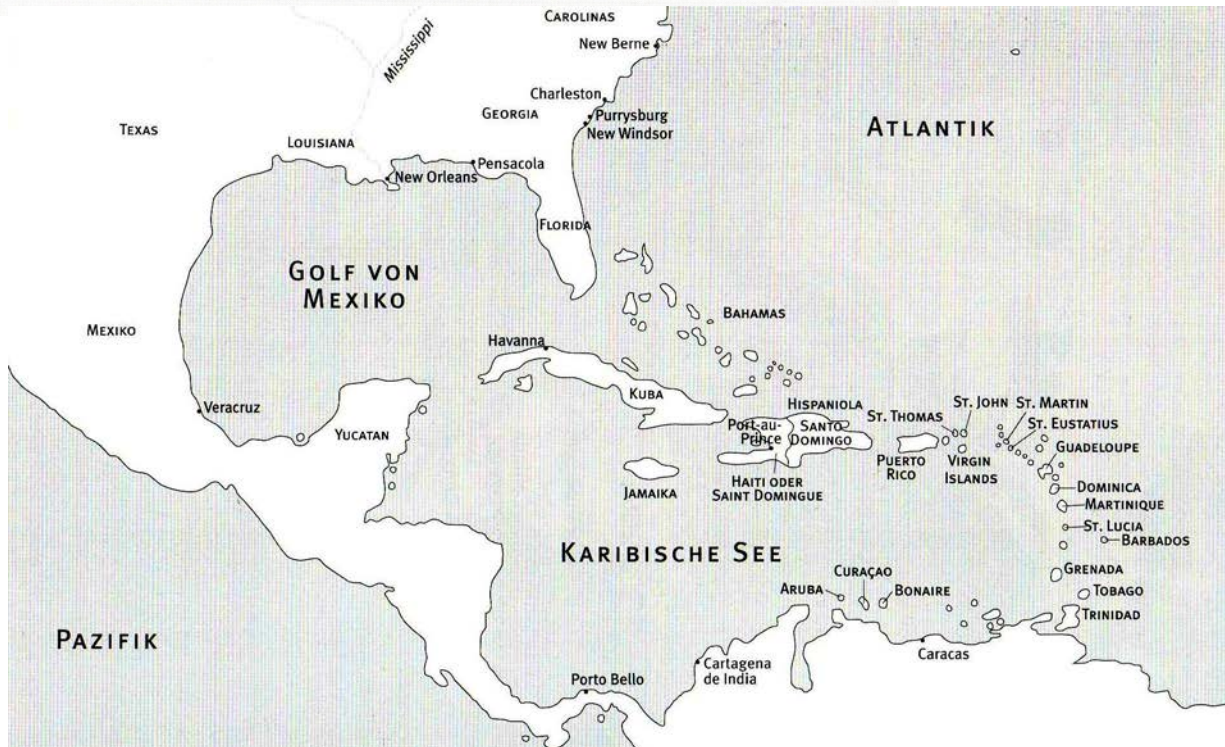 CAROLINAS
New Berne
Mississippi
Charleston
GEORGIA
Purrysburg
New Windsor
ATLANTIK
TEXAS
LOUISIANA
Pensacola
New Orleans
FLORIDA
GOLF VON
MEXIKO
BAHAMAS
MEXIKO
Havanna
KUBA
HISPANIOLA
Veracruz
YUCATAN
Port-au-
Prince
SANTO
DOMINGO
ST. THOMAS
ST. JOHN
ST. MARTIN
ST. EUSTATIUS
GUADELOUPE
PUERTO
RICO
VIRGIN
ISLANDS
JAMAIKA
HAITI ODER
SAINT DOMINGUE
DOMINICA
MARTINIQUE
ST. LUCIA
BARBADOS
KARIBISCHE SEE
CURAÇAO
ARUBA
BONAIRE
GRENADA
TOBAGO
TRINIDAD
PAZIFIK
Caracas
Cartagena
de India
Porto Bello